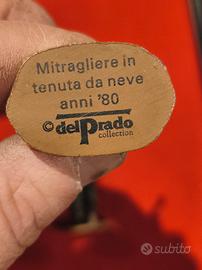 Mitragliere in
tenuta da neve
anni '80
© delPrado
collection
subito